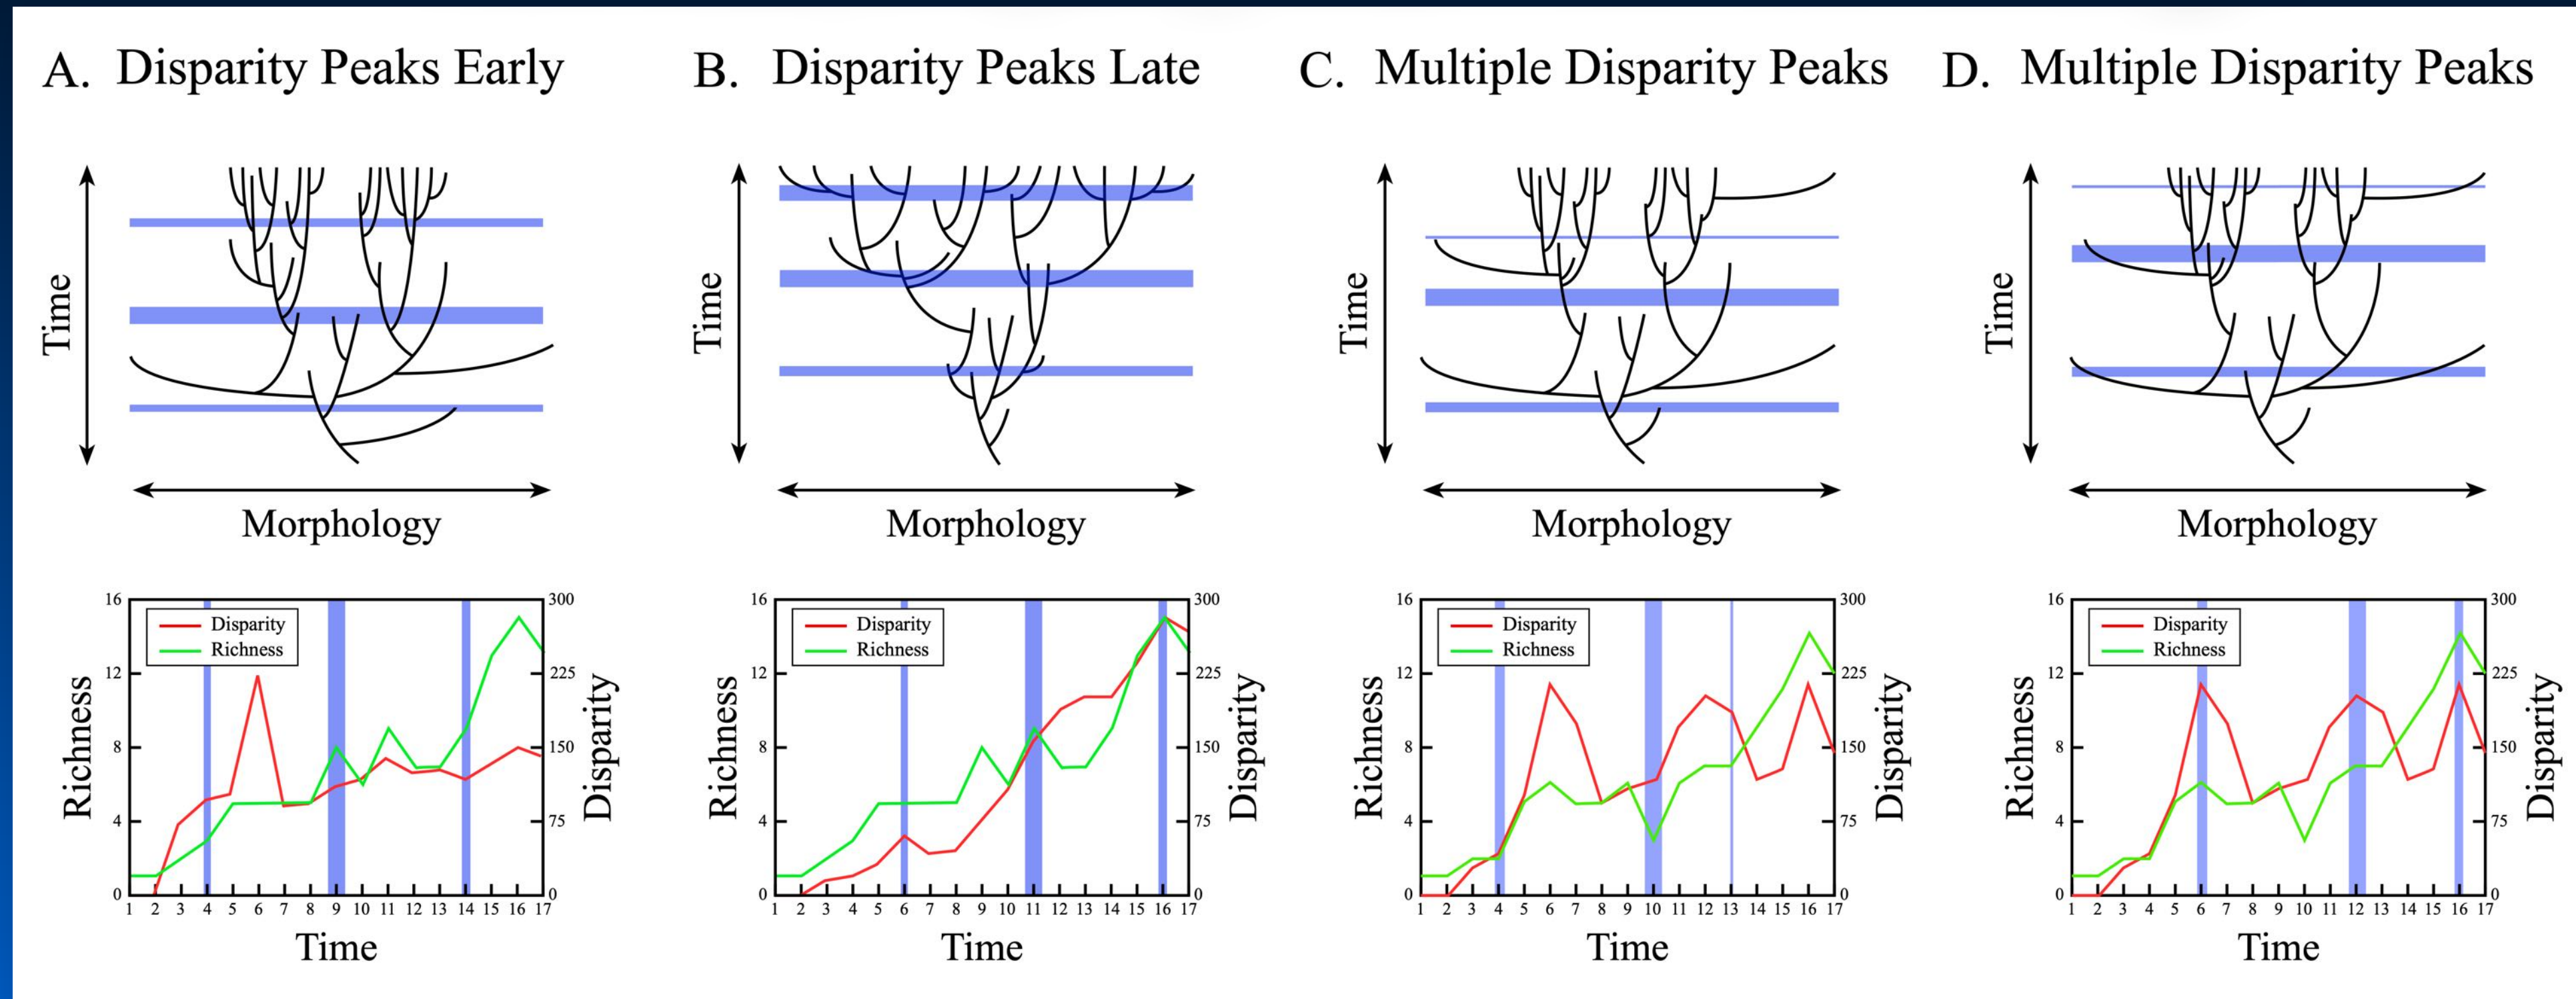 A. Disparity Peaks Early
B. Disparity Peaks Late
C. Multiple Disparity Peaks
D. Multiple Disparity Peaks
Time
Morphology
Time
Morphology
Time
Morphology
Time
Morphology
Richness
16
12
8
4
0
Disparity
Richness
300
225
150
75
0
Disparity
1 2 3 4 5 6 7 8 9 10 11 12 13 14 15 16 17
Time
Richness
16
12
8
4
0
Disparity
Richness
300
225
150
75
0
Disparity
1 2 3 4 5 6 7 8 9 10 11 12 13 14 15 16 17
Time
Richness
16
12
8
4
0
Disparity
Richness
300
225
150
75
0
Disparity
1 2 3 4 5 6 7 8 9 10 11 12 13 14 15 16 17
Time
Richness
16
12
8
4
0
Disparity
Richness
300
225
150
75
0
Disparity
1 2 3 4 5 6 7 8 9 10 11 12 13 14 15 16 17
Time